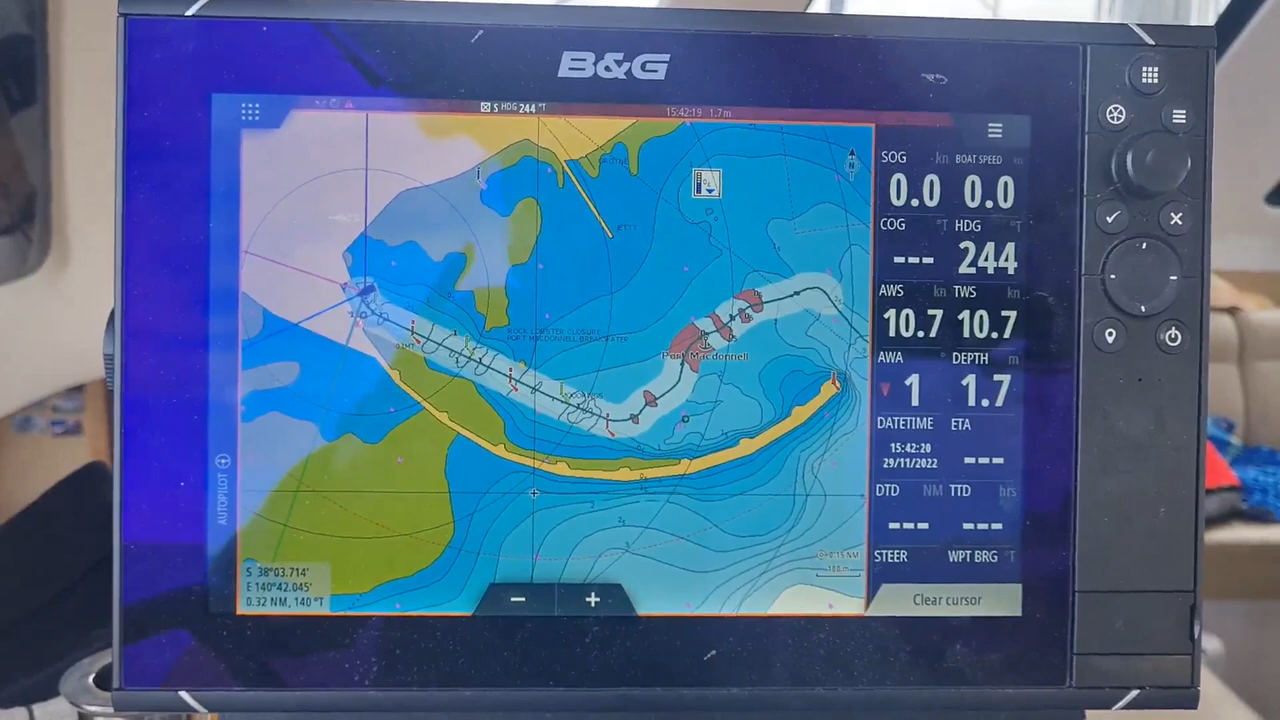 B&G
S HDG 244 °T
15:42:19 1.7m
SOG kn
0.0
BOAT SPEED kn
0.0
COG °T
---
HDG °T
244
AWS kn
10.7
TWS kn
10.7
AWA °
1
DEPTH m
1.7
DATETIME
15:42:20
29/11/2022
ETA
---
DTD NM
---
TTD hrs
---
STEER
WPT BRG °T
Clear cursor
N
JETTY
ROCK LOBSTER CLOSURE
PORT MACDONNELL BREAKWATER
Port Macdonnell
AUTOPILOT
S 38°03.714'
E 140°42.045'
0.32 NM, 140 °T
0.15 NM
100 m
− +